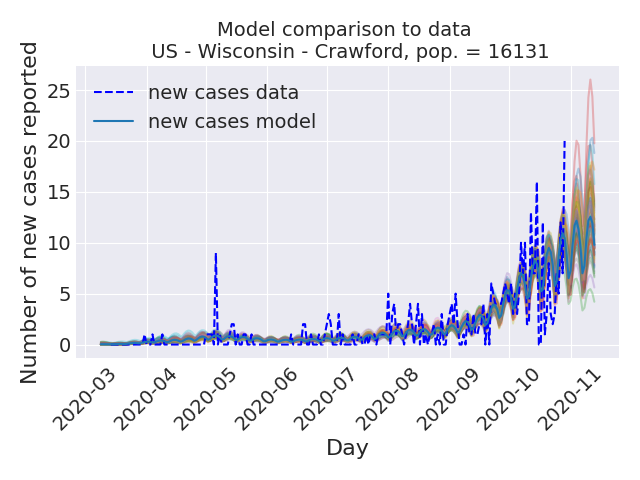 Model comparison to data
US - Wisconsin - Crawford, pop. = 16131
Number of new cases reported
25
20
15
10
5
0
new cases data
new cases model
2020-03
2020-04
2020-05
2020-06
2020-07
2020-08
2020-09
2020-10
2020-11
Day